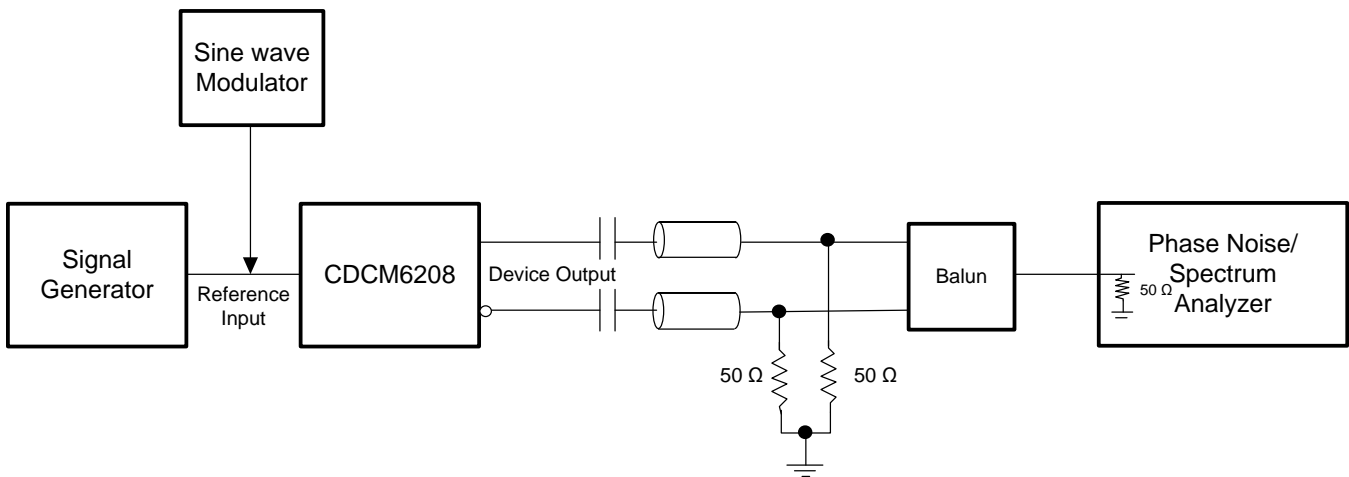 Sine wave
Modulator
Signal
Generator
Reference
Input
CDCM6208
Device Output
50 Ω
50 Ω
Balun
Phase Noise/
Spectrum
Analyzer
50 Ω